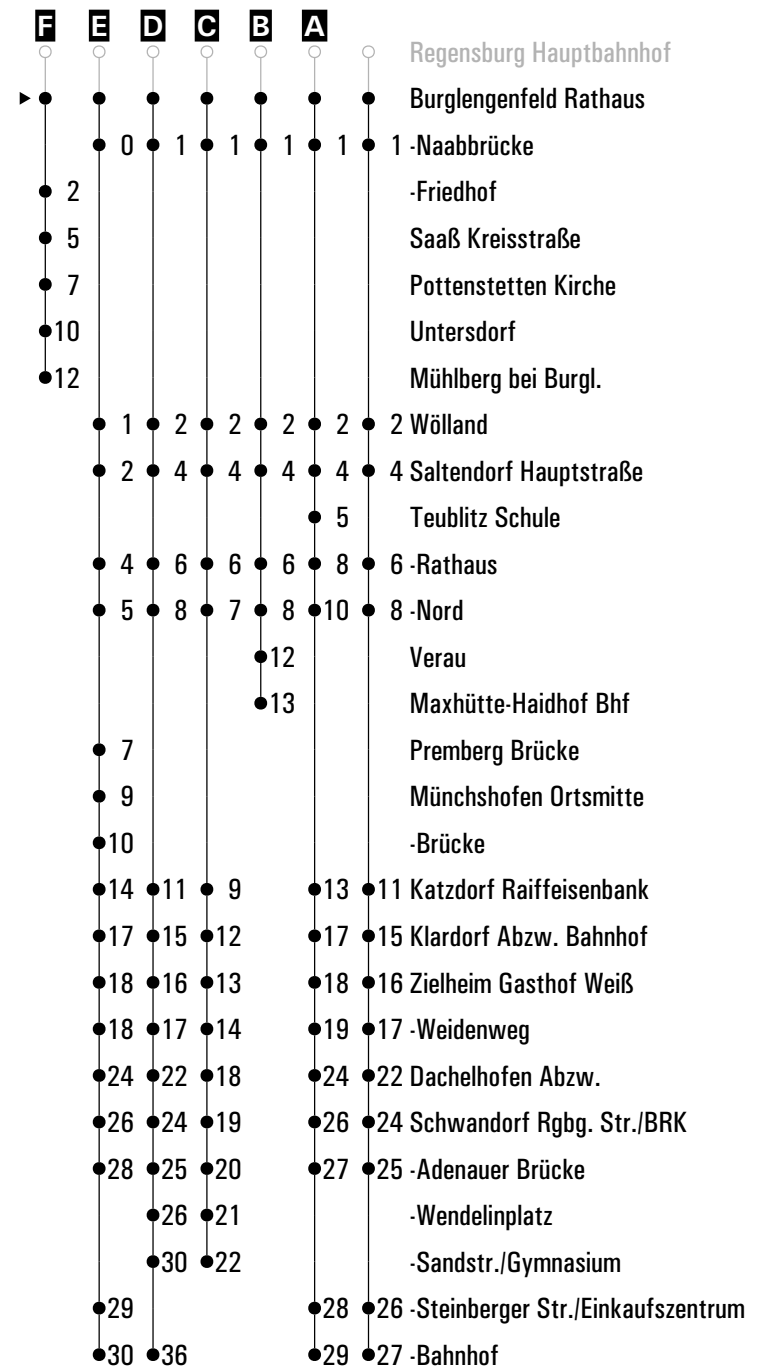 F E D C B A
Regensburg Hauptbahnhof
Burglengenfeld Rathaus
0 1 1 1 1 1 -Naabbrücke
2 -Friedhof
5 Saaß Kreisstraße
7 Pottenstetten Kirche
10 Untersdorf
12 Mühlberg bei Burgl.
1 2 2 2 2 2 Wölland
2 4 4 4 4 4 Saltendorf Hauptstraße
5 Teublitz Schule
4 6 6 6 8 6 -Rathaus
5 8 7 8 10 8 -Nord
12 Verau
13 Maxhütte-Haidhof Bhf
7 Premberg Brücke
9 Münchshofen Ortsmitte
10 -Brücke
14 11 9 13 11 Katzdorf Raiffeisenbank
17 15 12 17 15 Klardorf Abzw. Bahnhof
18 16 13 18 16 Zielheim Gasthof Weiß
18 17 14 19 17 -Weidenweg
24 22 18 24 22 Dachelhofen Abzw.
26 24 19 26 24 Schwandorf Rgbg. Str./BRK
28 25 20 27 25 -Adenauer Brücke
26 21 -Wendelinplatz
30 22 -Sandstr./Gymnasium
29 28 26 -Steinberger Str./Einkaufszentrum
30 36 29 27 -Bahnhof